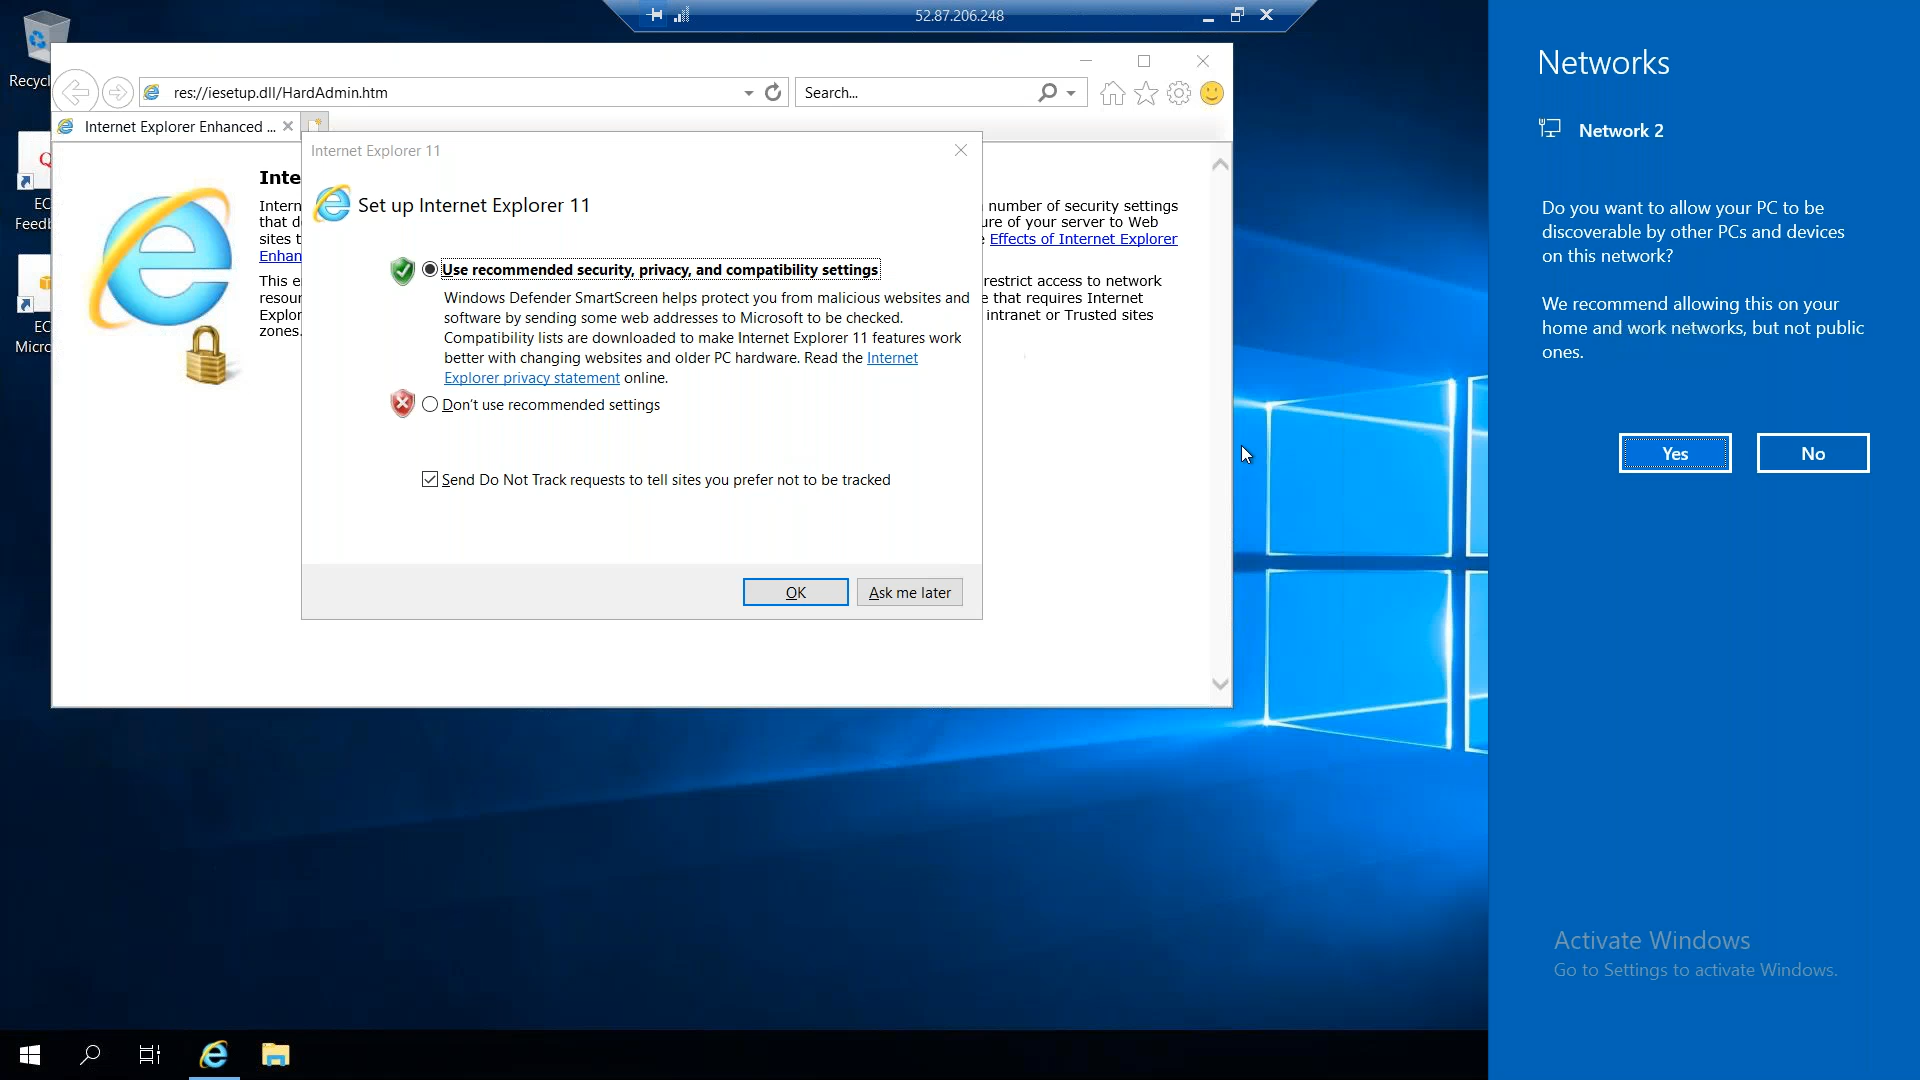 52.87.206.248
Recycl
res://iesetup.dll/HardAdmin.htm
Search...
Internet Explorer Enhanced ...
Internet Explorer 11
Set up Internet Explorer 11
Inte
Intern
that d
sites t
Enhan
This e
resour
Explor
zones.
number of security settings
ure of your server to Web
Effects of Internet Explorer
restrict access to network
e that requires Internet
intranet or Trusted sites
Use recommended security, privacy, and compatibility settings
Windows Defender SmartScreen helps protect you from malicious websites and
software by sending some web addresses to Microsoft to be checked.
Compatibility lists are downloaded to make Internet Explorer 11 features work
better with changing websites and older PC hardware. Read the Internet
Explorer privacy statement online.
Don't use recommended settings
Send Do Not Track requests to tell sites you prefer not to be tracked
OK
Ask me later
EC
Feedb
EC
Micro
Networks
Network 2
Do you want to allow your PC to be
discoverable by other PCs and devices
on this network?
We recommend allowing this on your
home and work networks, but not public
ones.
Yes
No
Activate Windows
Go to Settings to activate Windows.